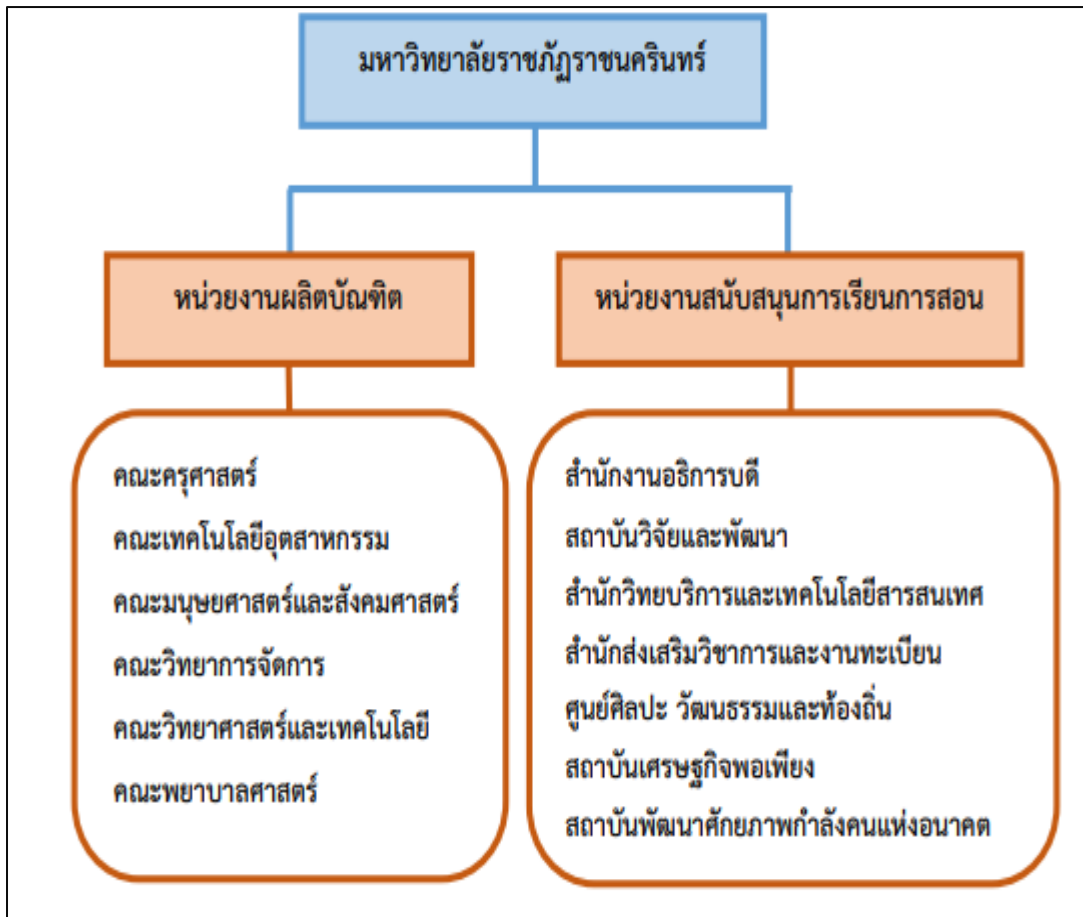 มหาวิทยาลัยราชภัฏราชนครินทร์
หน่วยงานผลิตบัณฑิต
หน่วยงานสนับสนุนการเรียนการสอน
คณะครุศาสตร์
คณะเทคโนโลยีอุตสาหกรรม
คณะมนุษยศาสตร์และสังคมศาสตร์
คณะวิทยาการจัดการ
คณะวิทยาศาสตร์และเทคโนโลยี
คณะพยาบาลศาสตร์
สำนักงานอธิการบดี
สถาบันวิจัยและพัฒนา
สำนักวิทยบริการและเทคโนโลยีสารสนเทศ
สำนักส่งเสริมวิชาการและงานทะเบียน
ศูนย์ศิลปะ วัฒนธรรมและท้องถิ่น
สถาบันเศรษฐกิจพอเพียง
สถาบันพัฒนาศักยภาพกำลังคนแห่งอนาคต